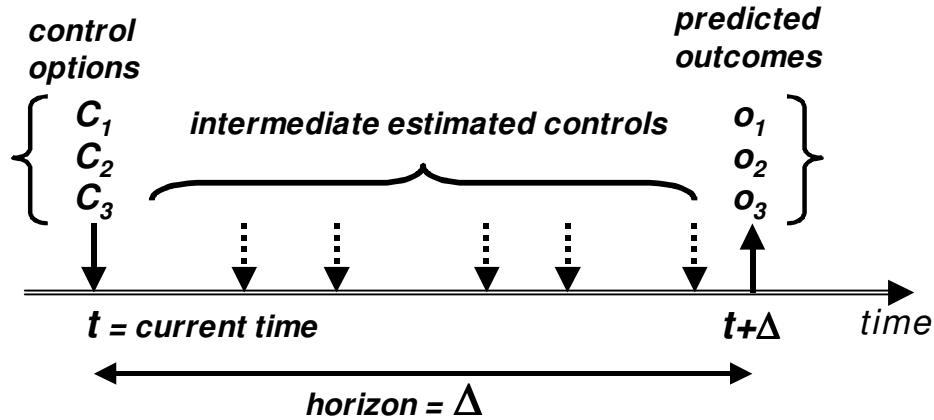 control
options
C1
C2
C3
intermediate estimated controls
predicted
outcomes
o1
o2
o3
t = current time
t+Δ
time
horizon = Δ